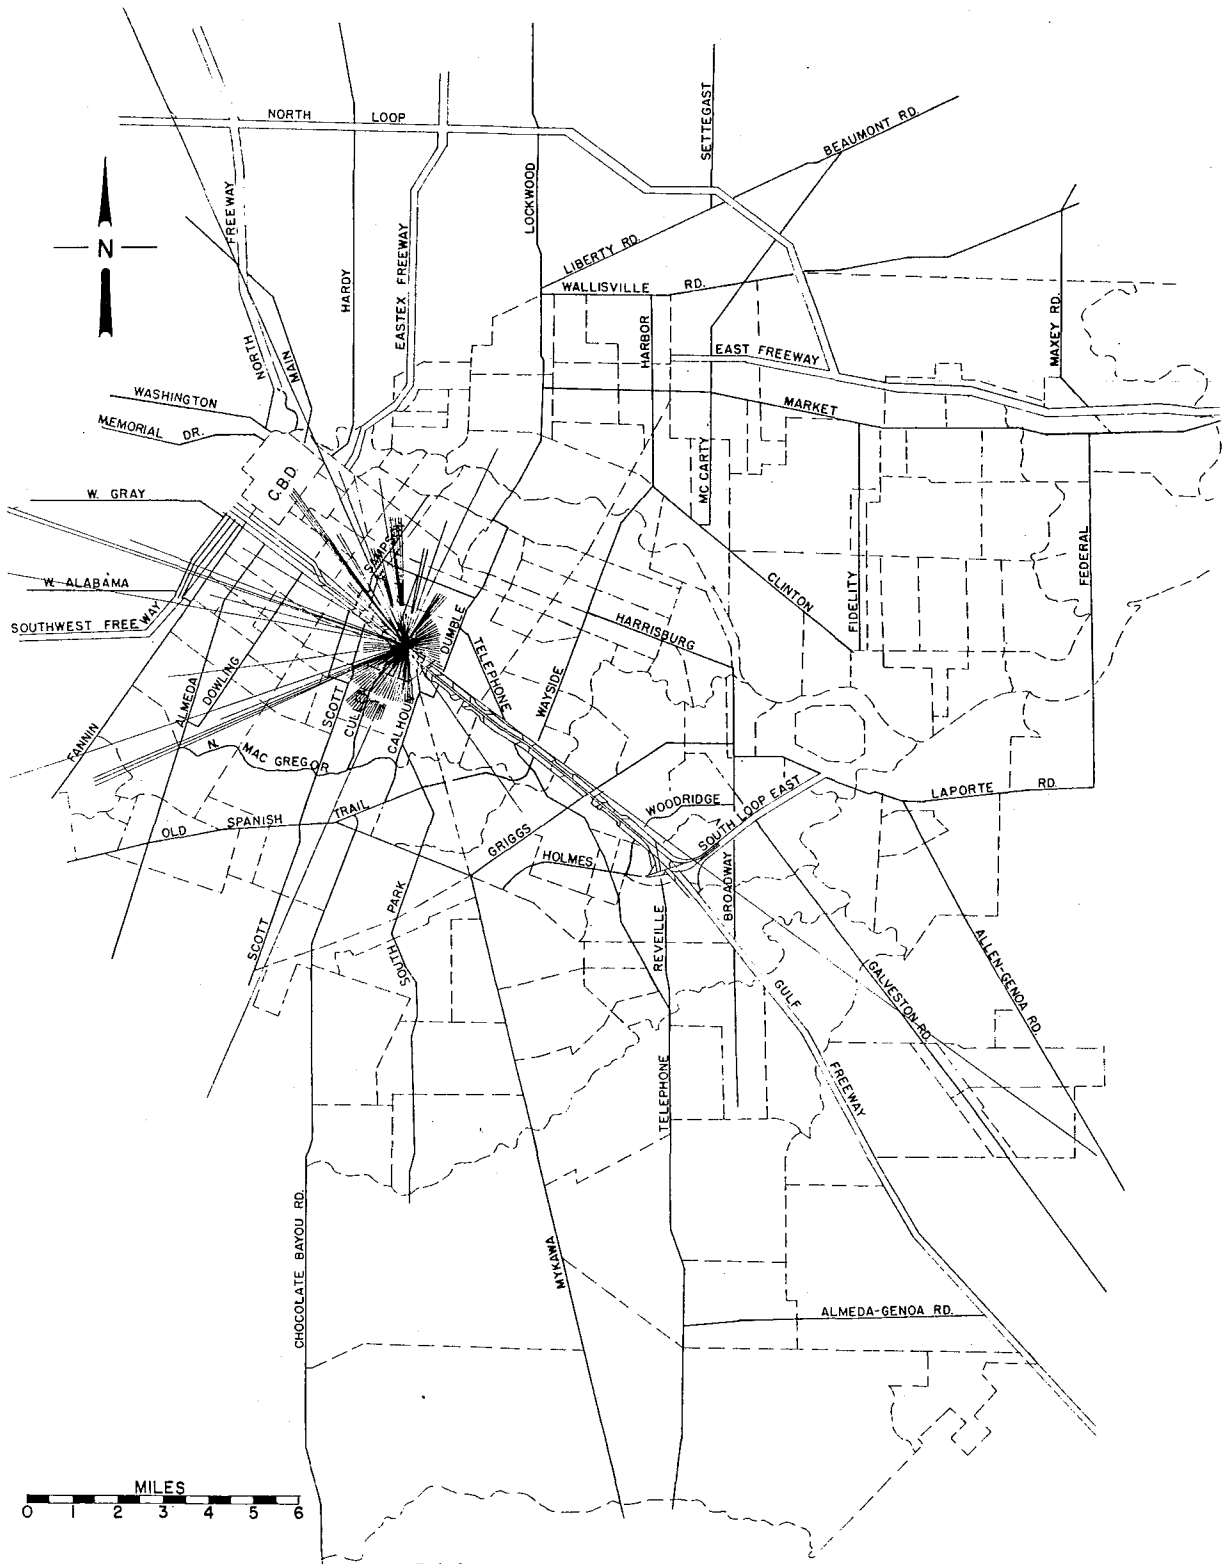 NORTH LOOP
SETTEGAST
BEAUMONT RD.
LOCKWOOD
FREEWAY
EASTEX FREEWAY
HARDY
N
LIBERTY RD.
WALLISVILLE RD.
HARBOR
MAXEY RD.
EAST FREEWAY
NORTH
MAIN
WASHINGTON
MEMORIAL DR.
MARKET
C.B.D.
MC CARTY
W. GRAY
SAMPSON
FIDELITY
FEDERAL
CLINTON
W. ALABAMA
SOUTHWEST FREEWAY
HARRISBURG
DUMBLE
TELEPHONE
WAYSIDE
ALMEDA
DOWLING
SCOTT
CALHOUN
FANNIN
N. MAC GREGOR
LAPORTE RD.
WOODRIDGE
SOUTH LOOP EAST
OLD SPANISH TRAIL
GRIGGS
HOLMES
BROADWAY
SCOTT
SOUTH PARK
REVEILLE
ALLEN-GENOA RD.
GALVESTON RD.
GULF
FREEWAY
TELEPHONE
CHOCOLATE BAYOU RD.
MYKAWA
ALMEDA-GENOA RD.
MILES
0 1 2 3 4 5 6